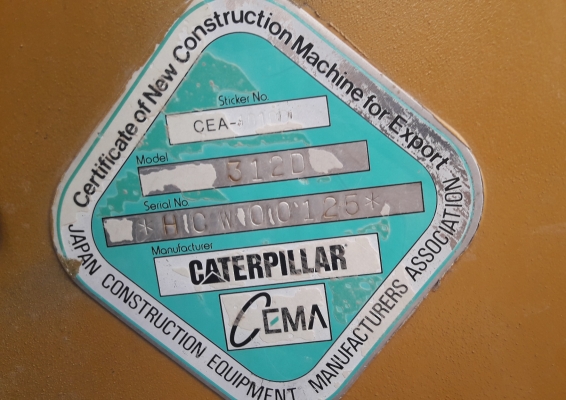 Certificate of New Construction Machine for Export
Sticker No.
CEA-
Model
312D
Serial No.
Manufacturer
CATERPILLAR
CEMA
JAPAN CONSTRUCTION EQUIPMENT MANUFACTURERS ASSOCIATION